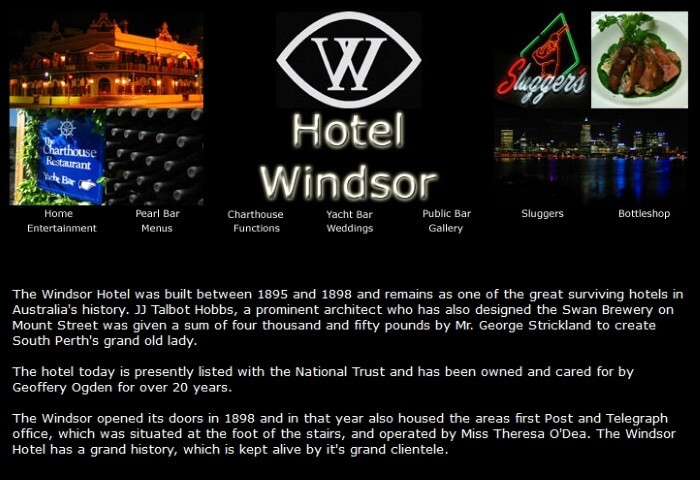 W
Hotel
Windsor
Sluggers
The
Charthouse
Restaurant
Yacht Bar
Home
Pearl Bar
Charthouse
Yacht Bar
Public Bar
Sluggers
Bottleshop
Entertainment
Menus
Functions
Weddings
Gallery
The Windsor Hotel was built between 1895 and 1898 and remains as one of the great surviving hotels in
Australia's history. JJ Talbot Hobbs, a prominent architect who has also designed the Swan Brewery on
Mount Street was given a sum of four thousand and fifty pounds by Mr. George Strickland to create
South Perth's grand old lady.
The hotel today is presently listed with the National Trust and has been owned and cared for by
Geoffery Ogden for over 20 years.
The Windsor opened its doors in 1898 and in that year also housed the areas first Post and Telegraph
office, which was situated at the foot of the stairs, and operated by Miss Theresa O'Dea. The Windsor
Hotel has a grand history, which is kept alive by it's grand clientele.